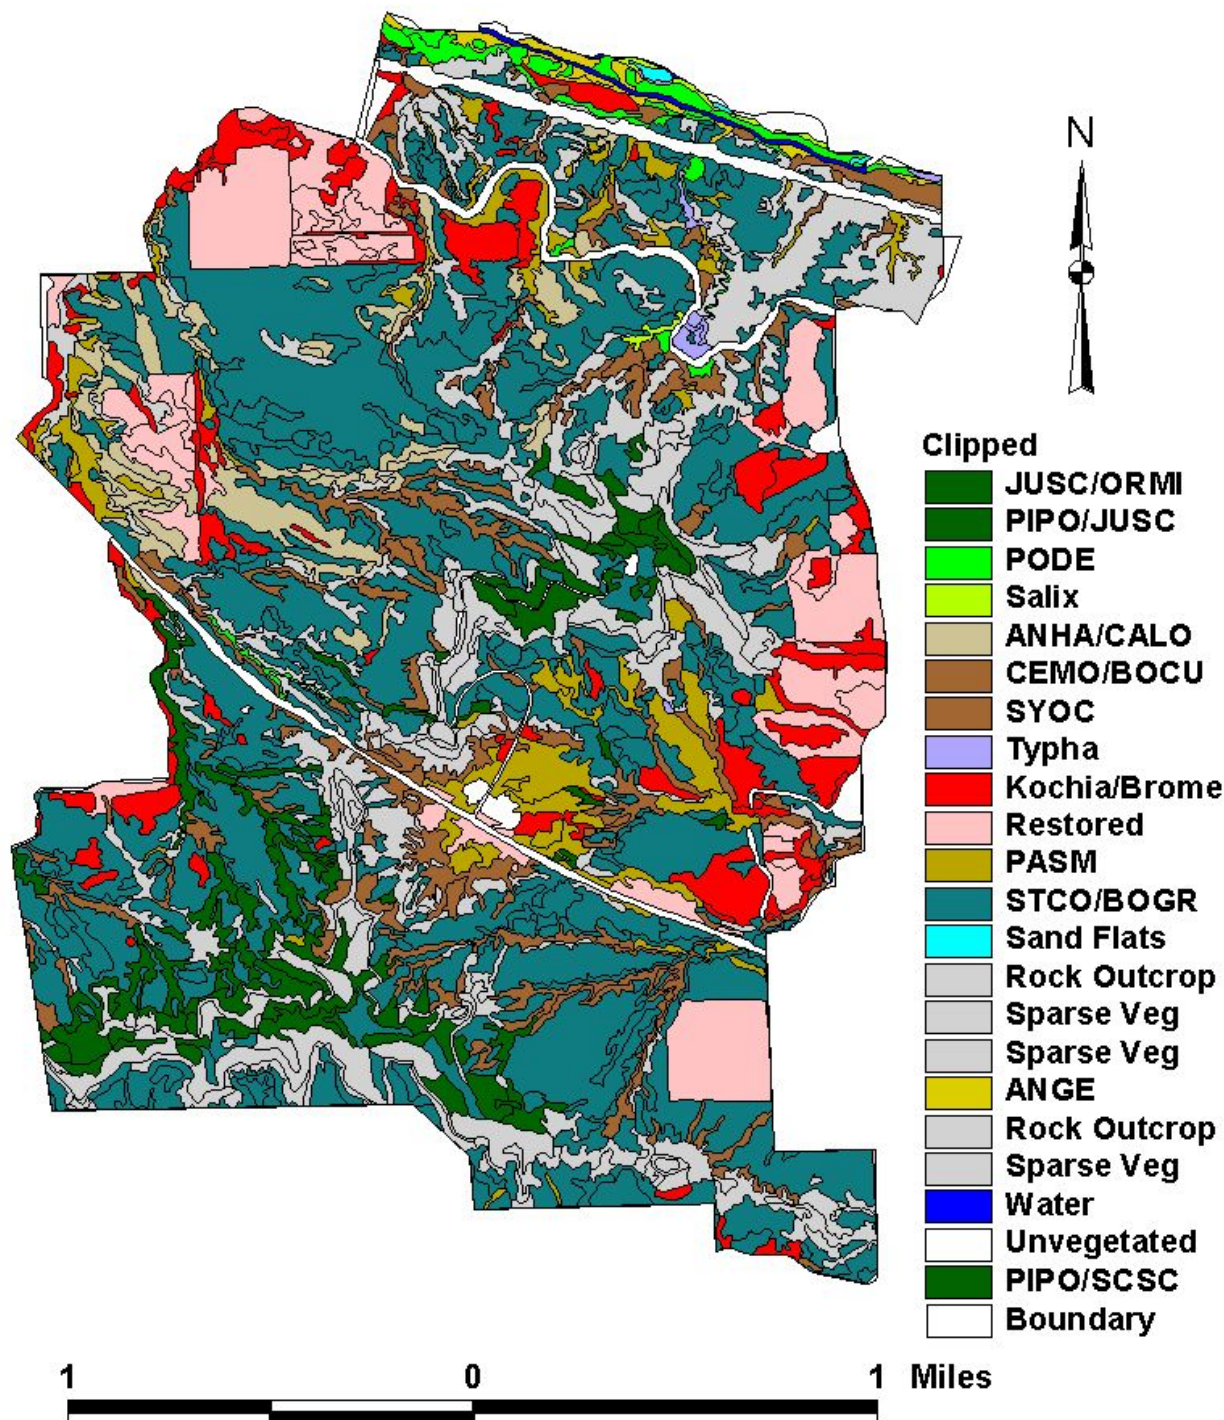 N
Clipped
JUSC/ORMI
PIPO/JUSC
PODE
Salix
ANHA/CALO
CEMO/BOCU
SYOC
Typha
Kochia/Brome
Restored
PASM
STCO/BOGR
Sand Flats
Rock Outcrop
Sparse Veg
Sparse Veg
ANGE
Rock Outcrop
Sparse Veg
Water
Unvegetated
PIPO/SCSC
Boundary
1 0 1 Miles